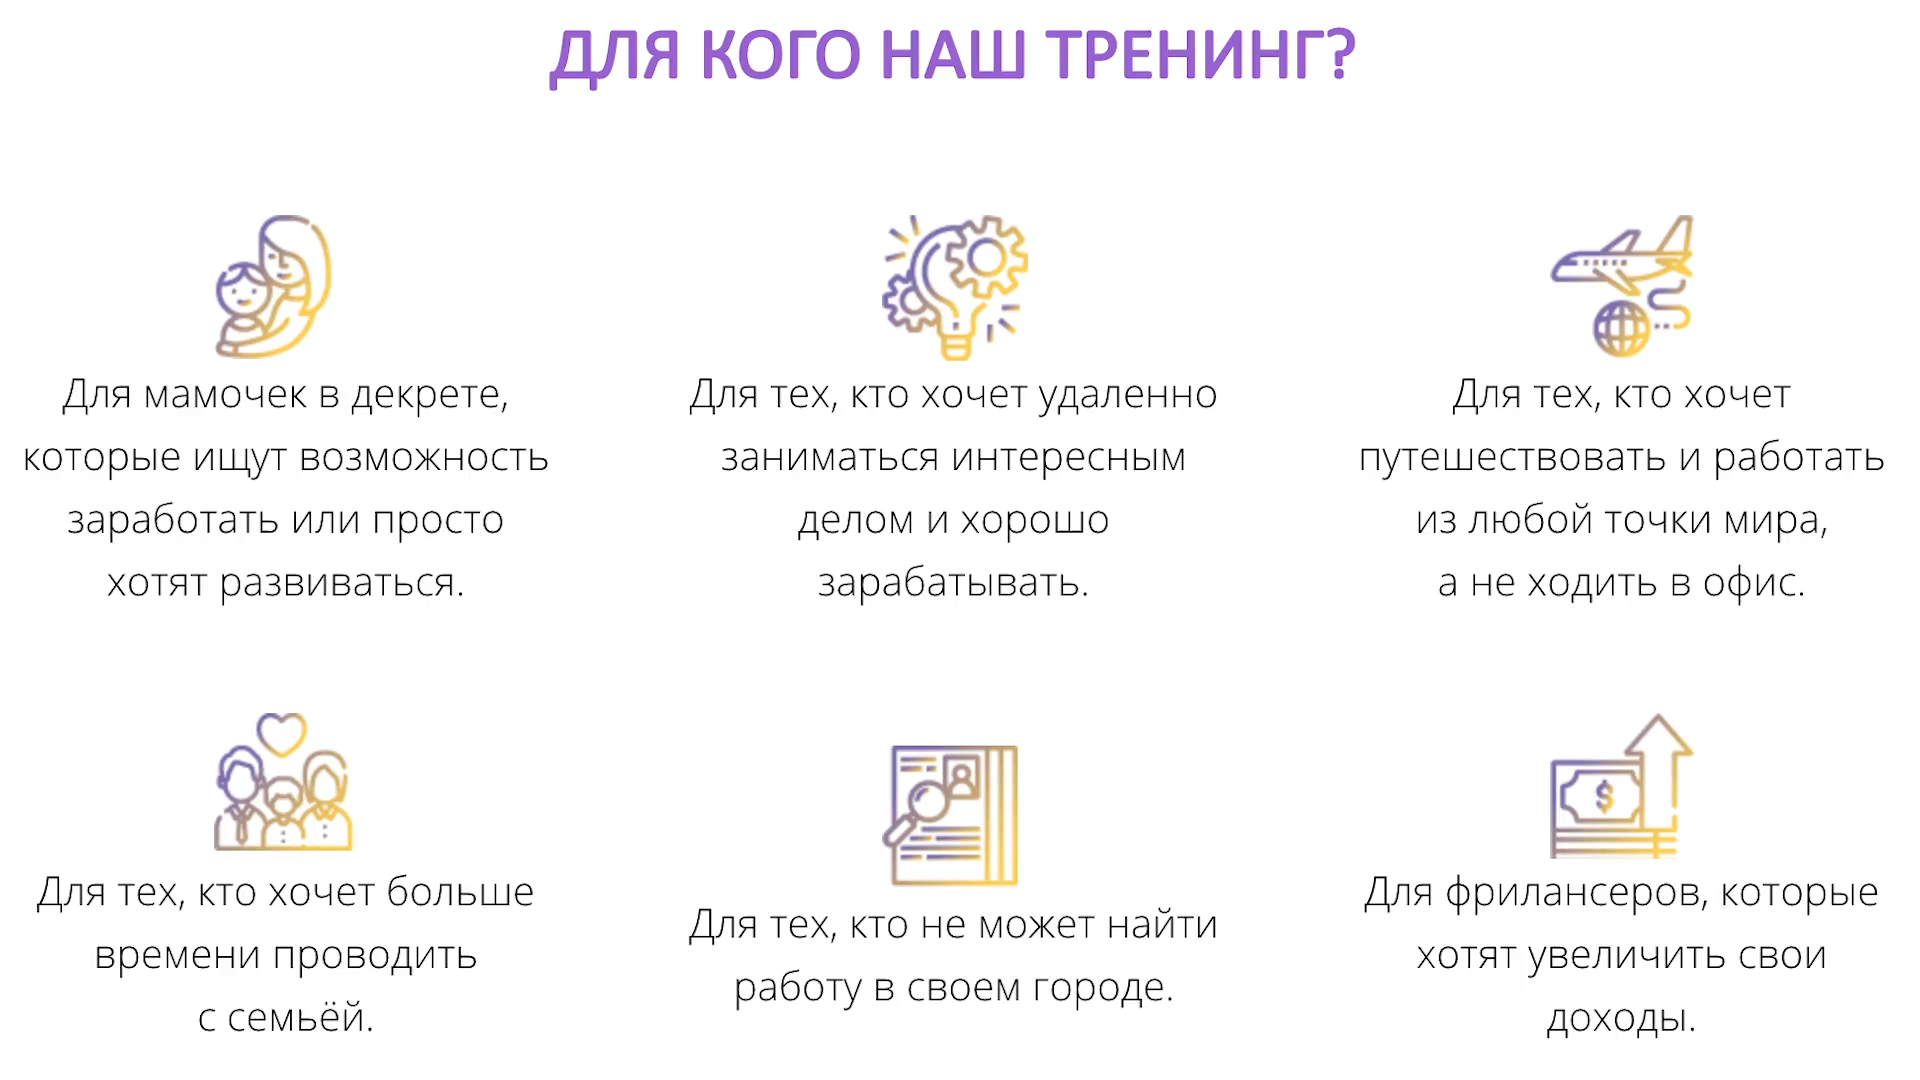 ДЛЯ КОГО НАШ ТРЕНИНГ?
Для мамочек в декрете,
которые ищут возможность
заработать или просто
хотят развиваться.
Для тех, кто хочет удаленно
заниматься интересным
делом и хорошо
зарабатывать.
Для тех, кто хочет
путешествовать и работать
из любой точки мира,
а не ходить в офис.
Для тех, кто хочет больше
времени проводить
с семьёй.
Для тех, кто не может найти
работу в своем городе.
Для фрилансеров, которые
хотят увеличить свои
доходы.